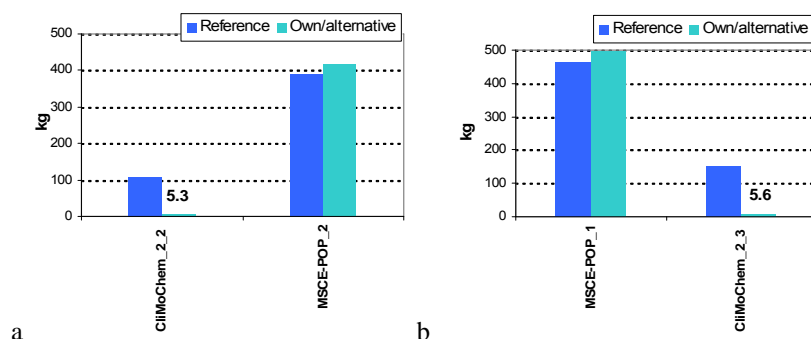 Reference Own/alternative
500
400
300
200
100
0
kg
5.3
CliMoChem_2_2
MSCE-POP_2
a
Reference Own/alternative
500
400
300
200
100
0
kg
5.6
MSCE-POP_1
CliMoChem_2_3
b